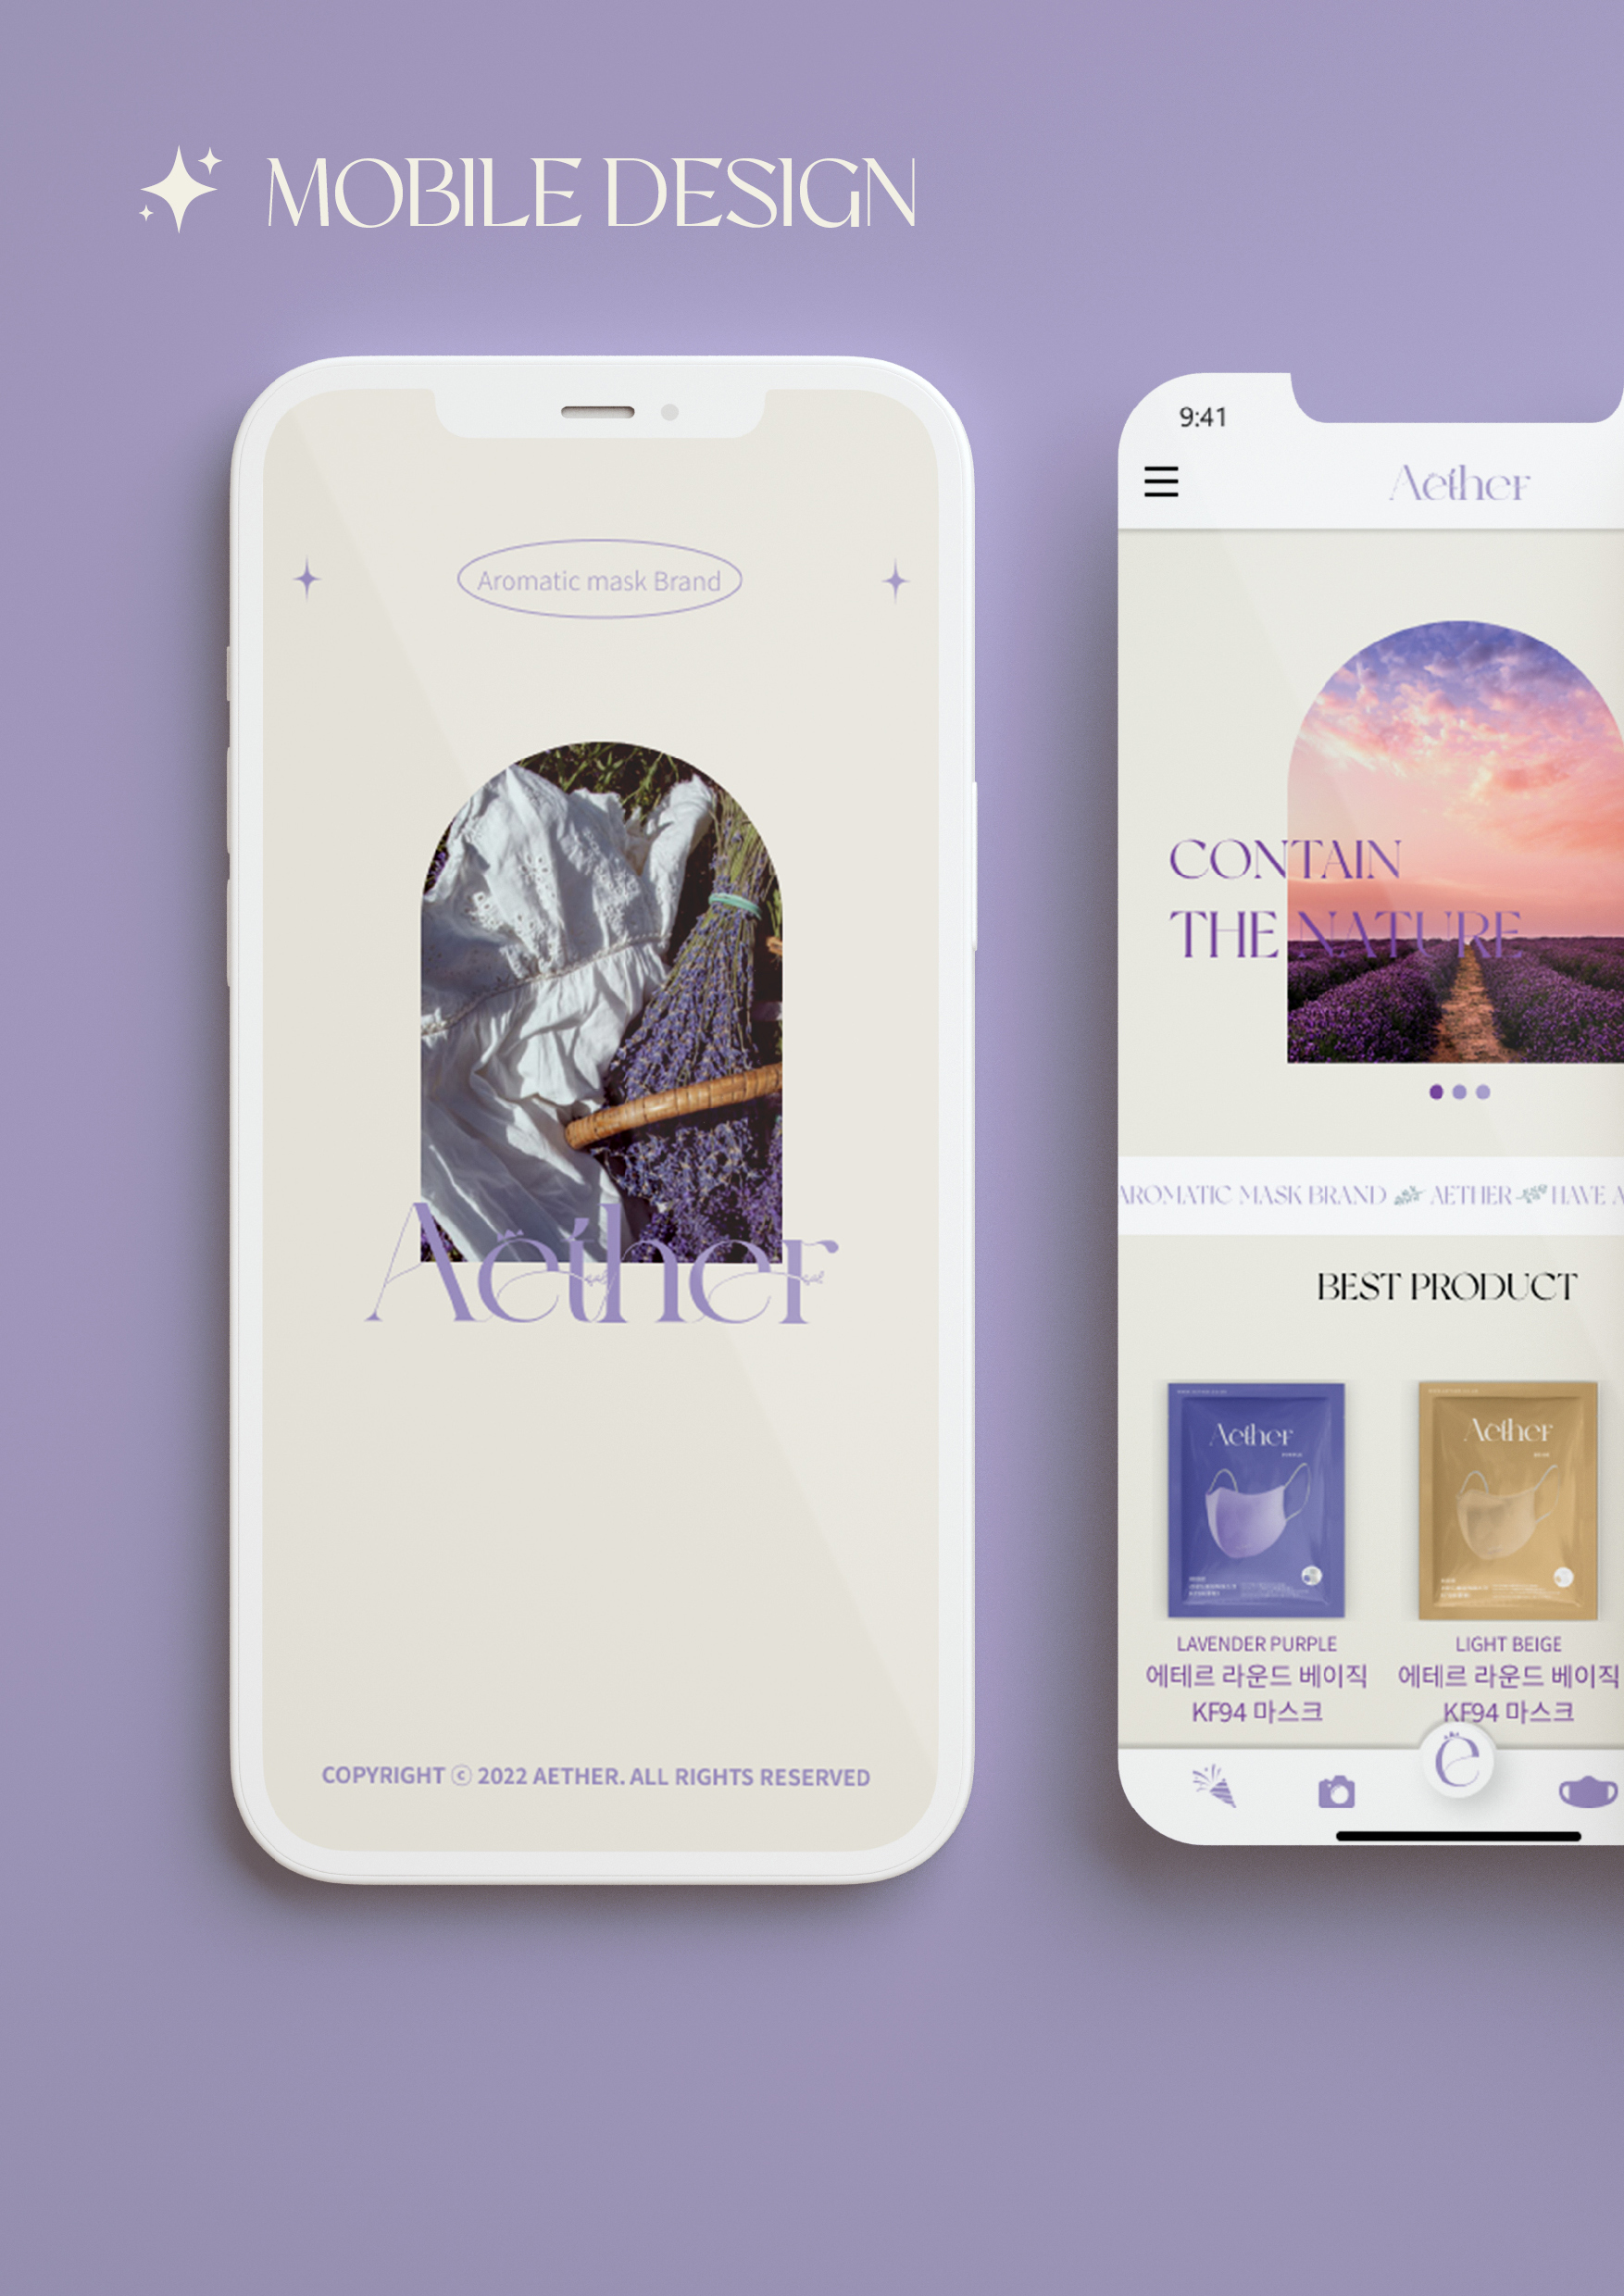 MOBILE DESIGN
Aromatic mask Brand
Aether
COPYRIGHT ⓒ 2022 AETHER. ALL RIGHTS RESERVED
9:41
Aether
CONTAIN
THE NATURE
AROMATIC MASK BRAND AETHER HAVE A
BEST PRODUCT
Aether
PURPLE
Aether
BEIGE
LAVENDER PURPLE
에테르 라운드 베이직
KF94 마스크
LIGHT BEIGE
에테르 라운드 베이직
KF94 마스크
e